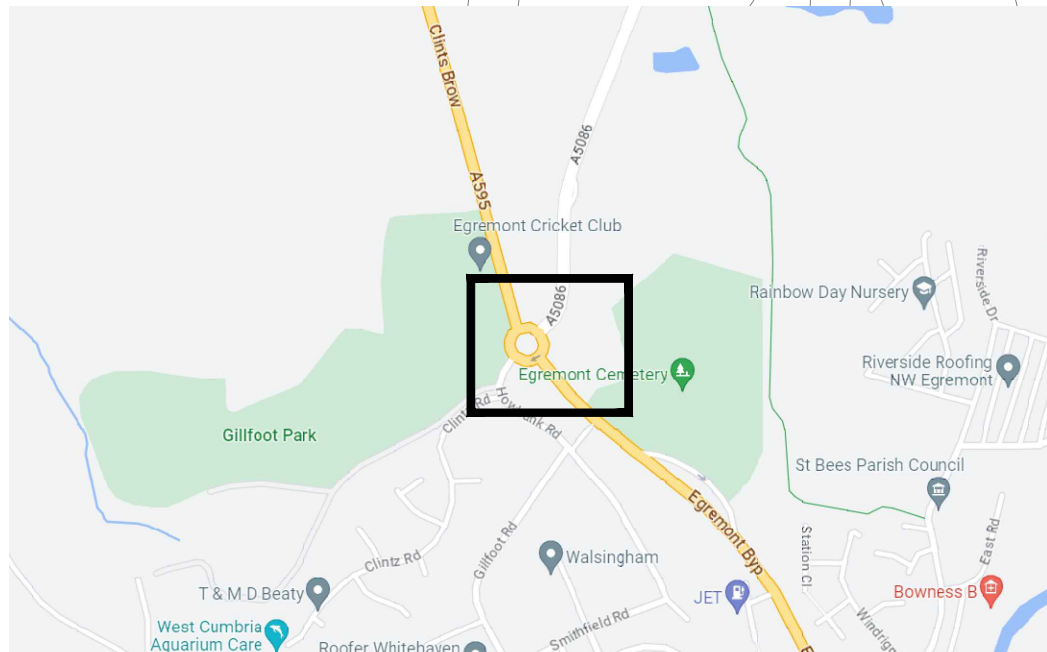 Clints Brow
A5086
A595
Egremont Cricket Club
Riverside Dr
Rainbow Day Nursery
A5086
Riverside Roofing
NW Egremont
Egremont Cemetery
Howbank Rd
Gillfoot Park
St Bees Parish Council
Egremont Byp
Gillfoot Rd
East Rd
Station Cl
Clintz Rd
Walsingham
T & M D Beaty
JET
Bowness B
West Cumbria
Aquarium Care
Smithfield Rd
Roofer Whitehaven